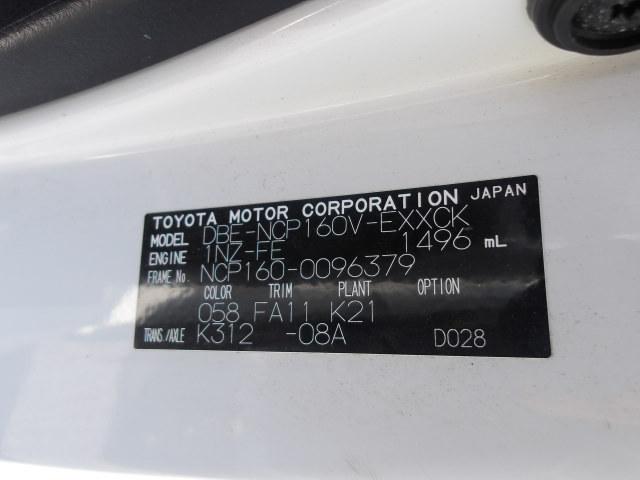 TOYOTA MOTOR CORPORATION JAPAN
MODEL DBE-NCP160V-EXXCK
ENGINE 1NZ-FE 1496 mL
FRAME No. NCP160-0096379
COLOR TRIM PLANT OPTION
058 FA11 K21
TRANS./AXLE K312 -08A D028